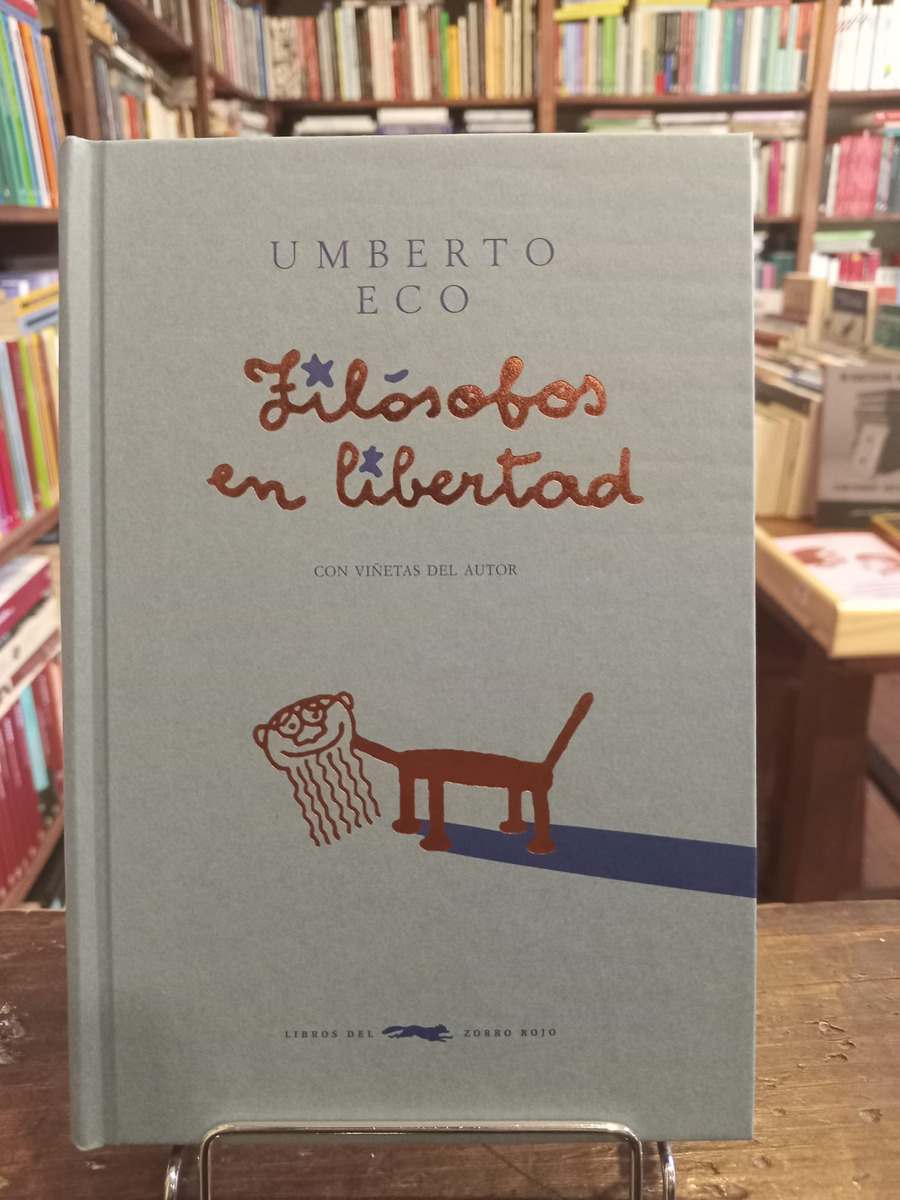 UMBERTO
ECO
Filósofos
en libertad
CON VIÑETAS DEL AUTOR
LIBROS DEL ZORRO ROJO